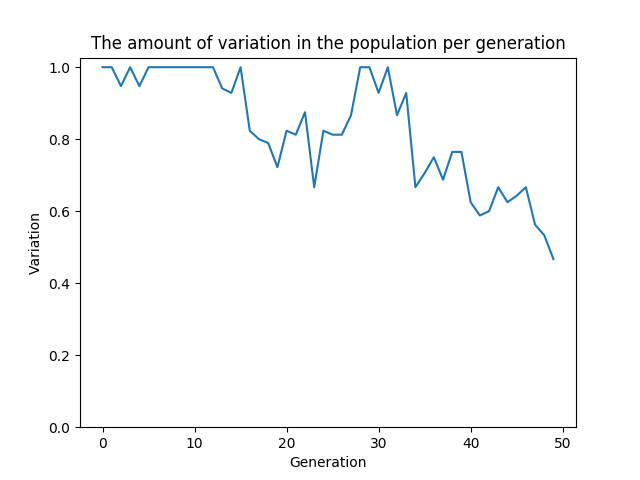 The amount of variation in the population per generation
1.0
0.8
0.6
0.4
0.2
0.0
Variation
0 10 20 30 40 50
Generation